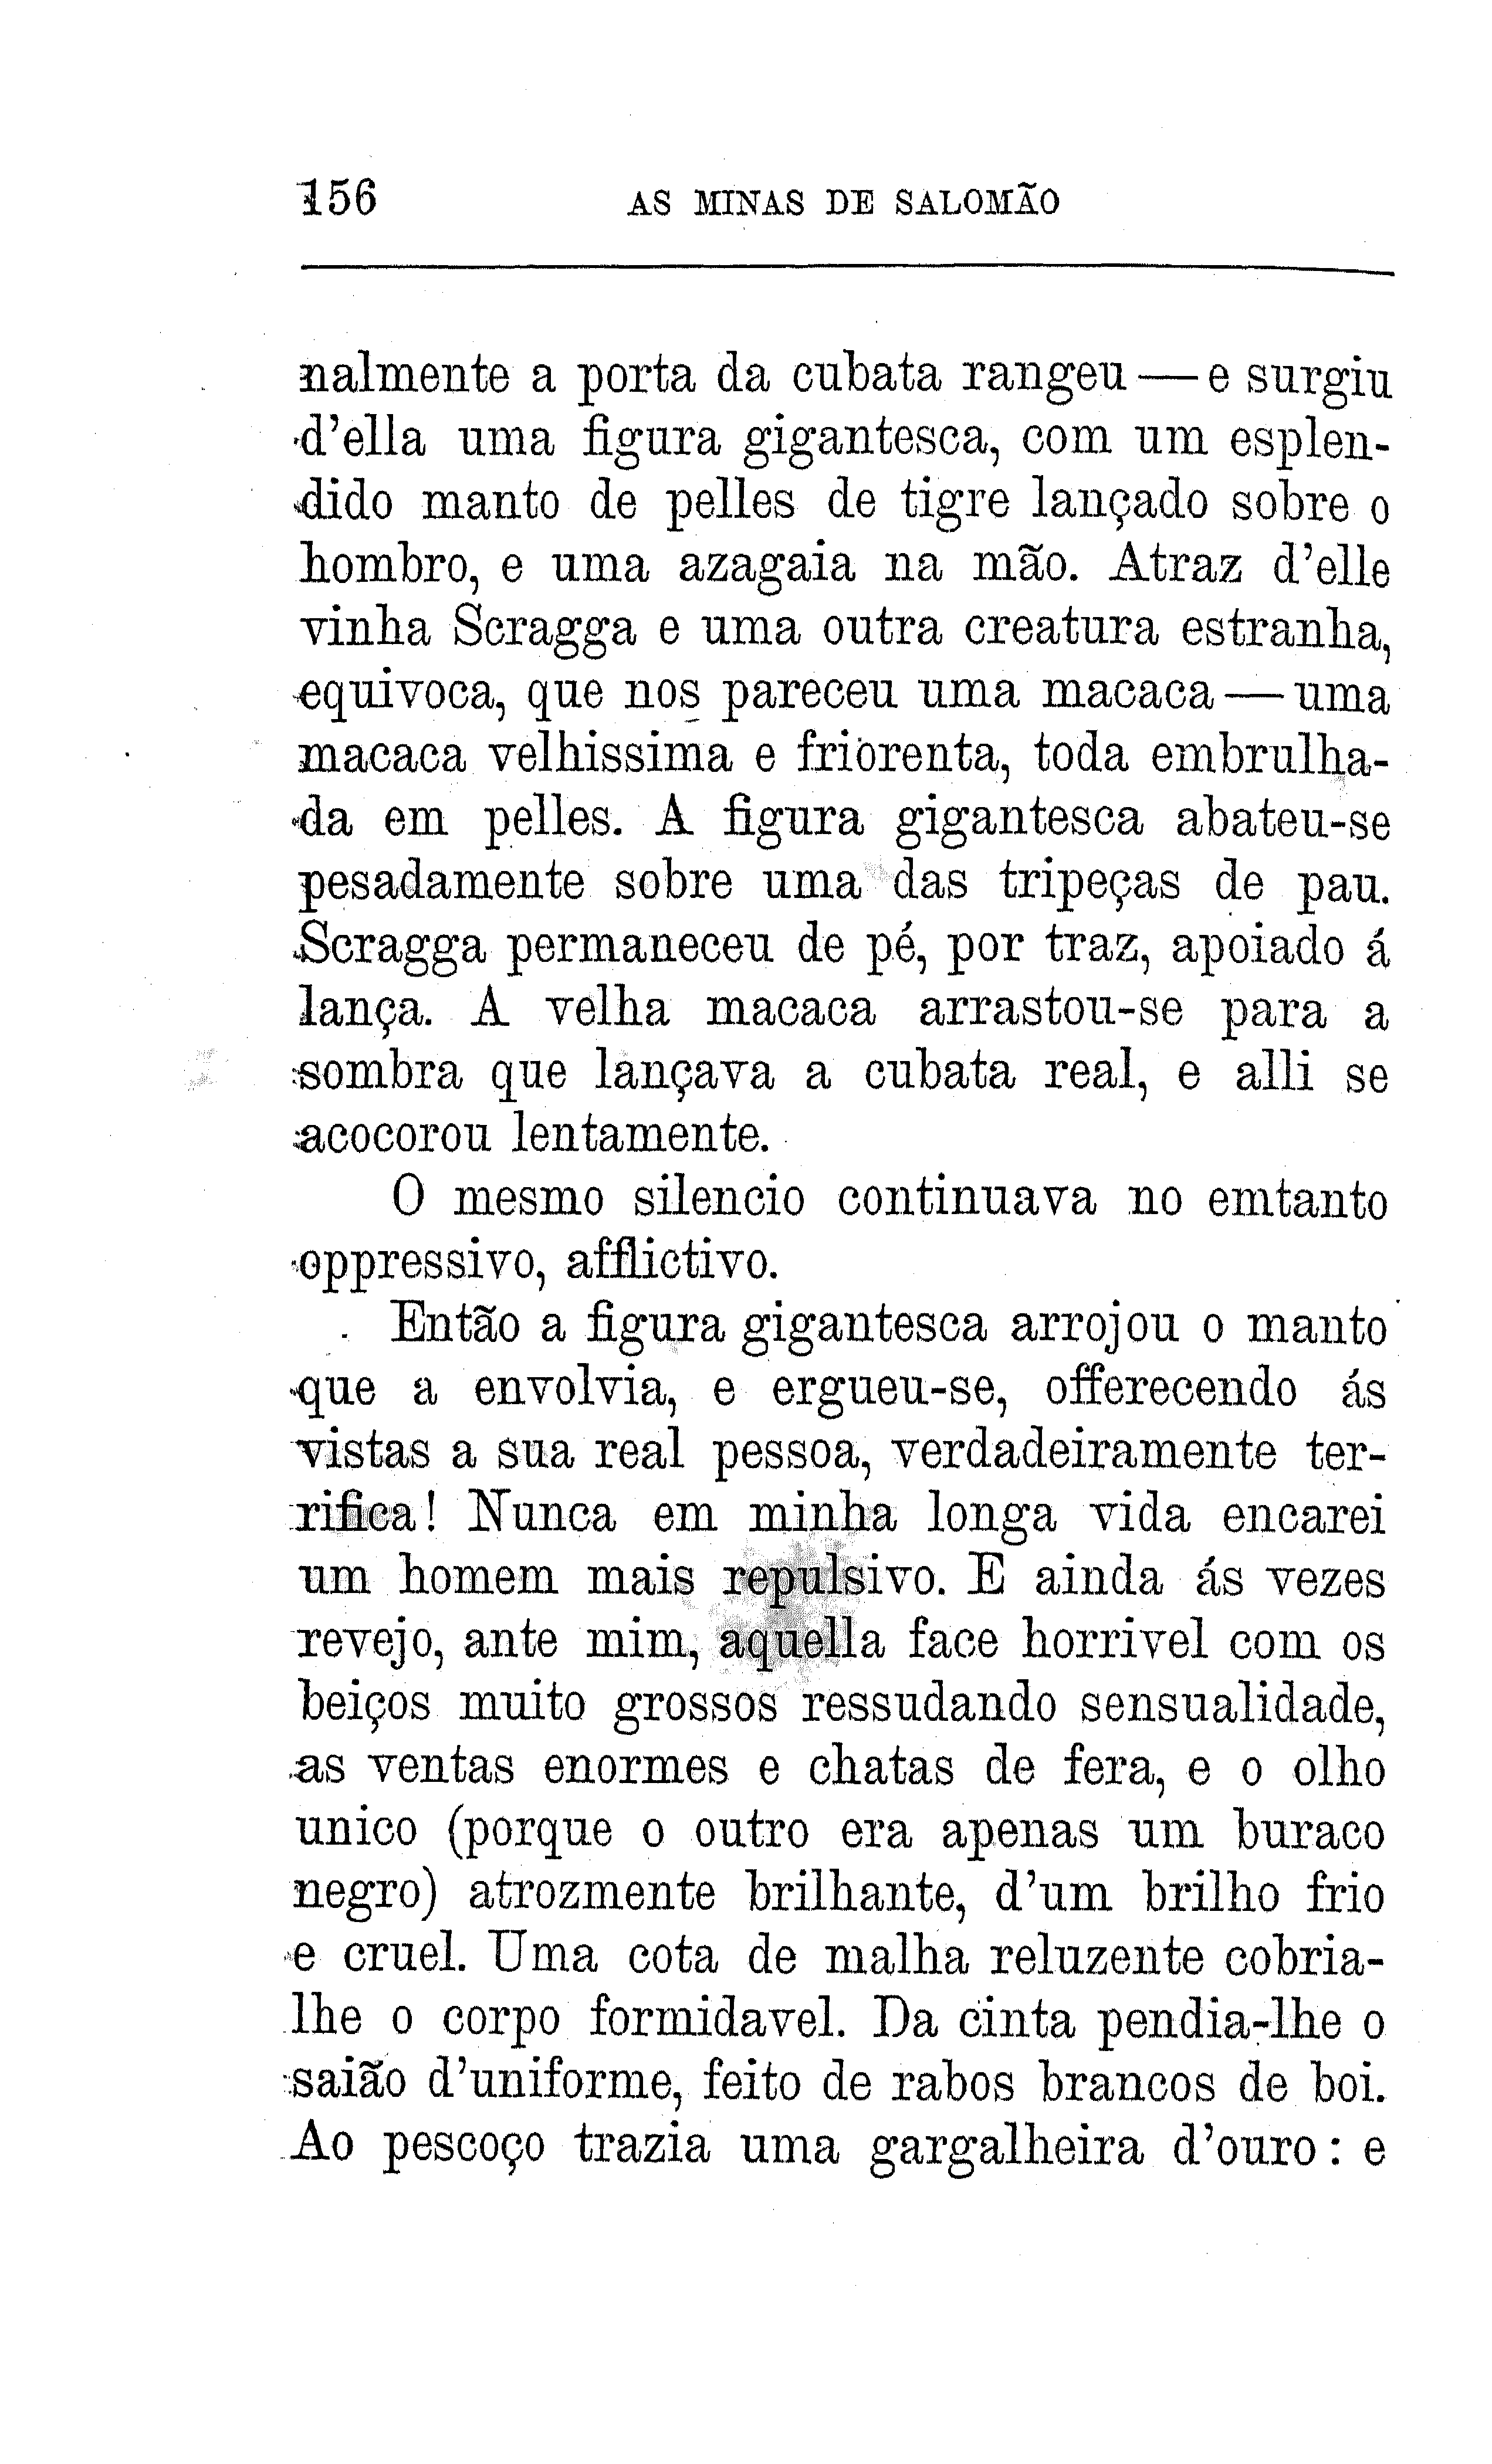 156 AS MINAS DE SALOMÃO
nalmente a porta da cubata rangeu — e surgiu
d'ella uma figura gigantesca, com um esplen-
dido manto de pelles de tigre lançado sobre o
hombro, e uma azagaia na mão. Atraz d'elle
vinha Scragga e uma outra creatura estranha,
equivoca, que nos pareceu uma macaca — uma
macaca velhissima e friorenta, toda embrulha-
da em pelles. A figura gigantesca abateu-se
pesadamente sobre uma das tripeças de pau.
Scragga permaneceu de pé, por traz, apoiado á
lança. A velha macaca arrastou-se para a
sombra que lançava a cubata real, e alli se
acocorou lentamente.
O mesmo silencio continuava no emtanto
oppressivo, afflictivo.
Então a figura gigantesca arrojou o manto
que a envolvia, e ergueu-se, offerecendo ás
vistas a sua real pessoa, verdadeiramente ter-
rifica! Nunca em minha longa vida encarei
um homem mais repulsivo. E ainda ás vezes
revejo, ante mim, aquella face horrivel com os
beiços muito grossos ressudando sensualidade,
as ventas enormes e chatas de fera, e o olho
unico (porque o outro era apenas um buraco
negro) atrozmente brilhante, d'um brilho frio
e cruel. Uma cota de malha reluzente cobria-
lhe o corpo formidavel. Da cinta pendia-lhe o
saião d'uniforme, feito de rabos brancos de boi.
Ao pescoço trazia uma gargalheira d'ouro: e